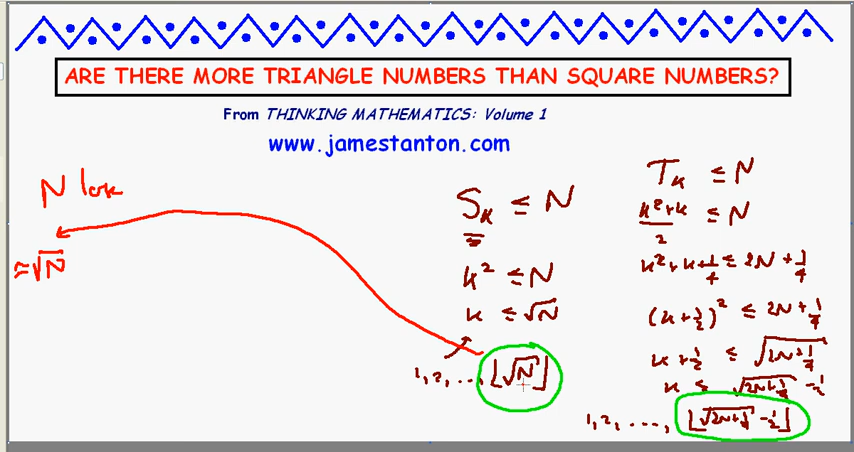 ARE THERE MORE TRIANGLE NUMBERS THAN SQUARE NUMBERS?
From THINKING MATHEMATICS: Volume 1
www.jamestanton.com
N
≈√N
S_k ≤ N
k² ≤ N
k ≤ √N
1, 2, ..., ⌊√N⌋
T_k ≤ N
(k²+k)/2 ≤ N
k²+k+1/4 ≤ 2N+1/4
(k+1/2)² ≤ 2N+1/4
k+1/2 ≤ √(2N+1/4)
k ≤ √(2N+1/4) -1/2
1, 2, ....., ⌊√(2N+1/4) -1/2⌋